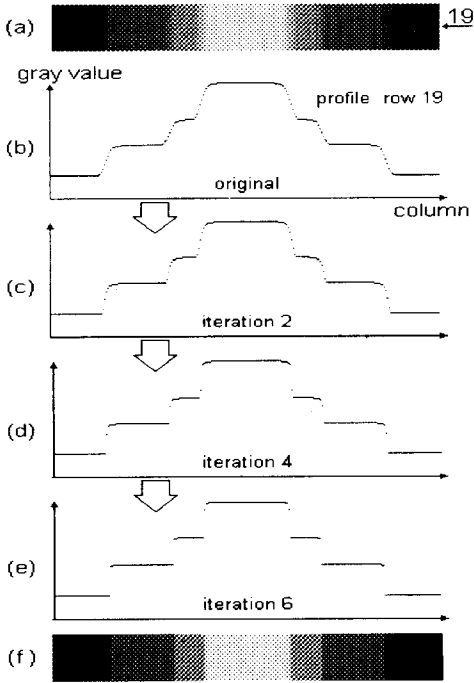 (a)
19
gray value
profile row 19
(b)
original
column
(c)
iteration 2
(d)
iteration 4
(e)
iteration 6
(f)